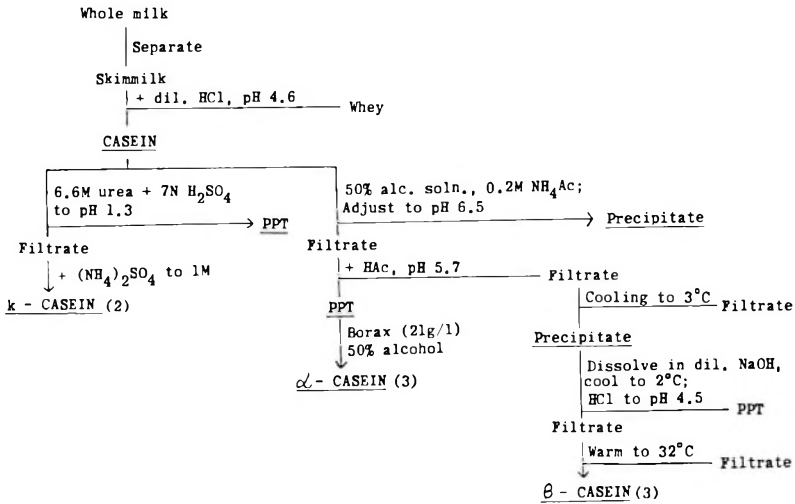 Whole milk
Separate
Skimmilk
+ dil. HCl, pH 4.6
Whey
CASEIN
6.6M urea + 7N H₂SO₄
to pH 1.3
PPT
Filtrate
+ (NH₄)₂SO₄ to 1M
k - CASEIN (2)
50% alc. soln., 0.2M NH₄Ac;
Adjust to pH 6.5
Precipitate
Filtrate
+ HAc, pH 5.7
Filtrate
PPT
Borax (21g/l)
50% alcohol
α - CASEIN (3)
Cooling to 3°C
Filtrate
Precipitate
Dissolve in dil. NaOH,
cool to 2°C;
HCl to pH 4.5
PPT
Filtrate
Warm to 32°C
Filtrate
β - CASEIN (3)